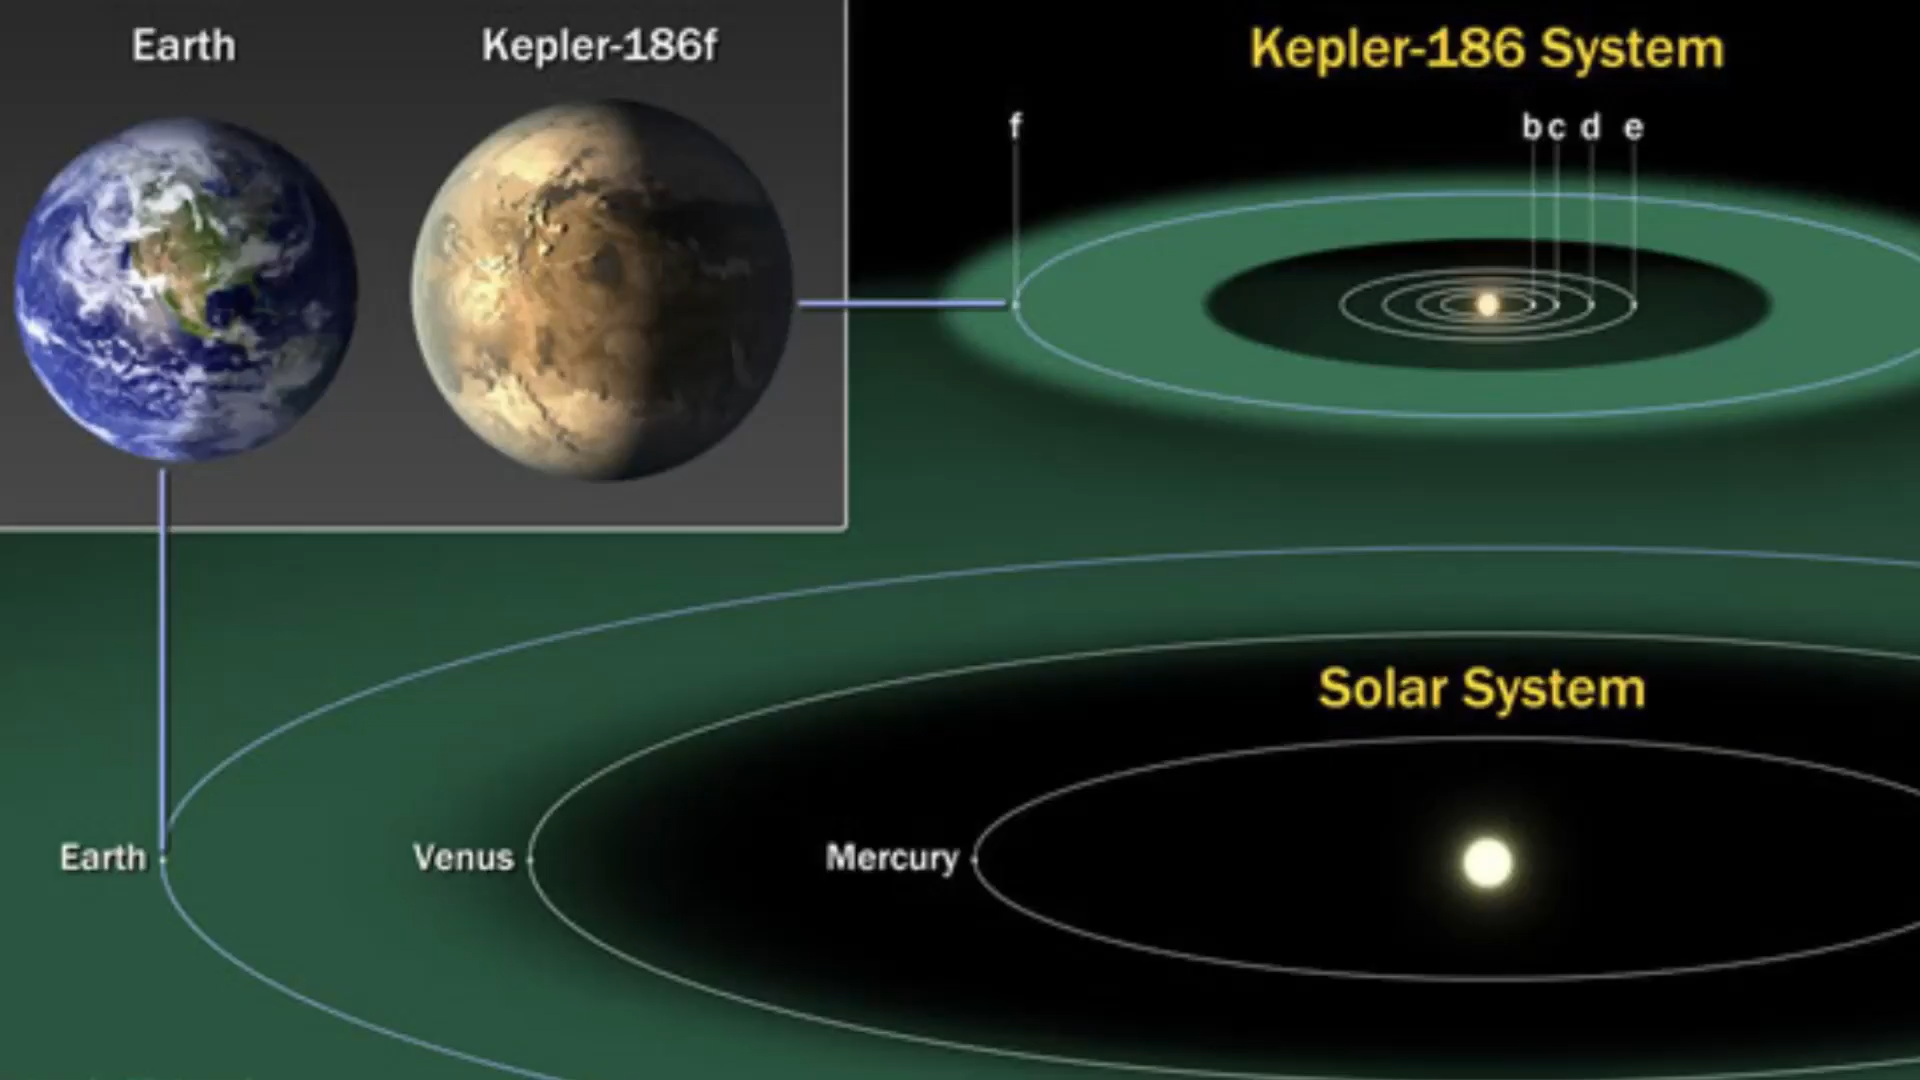 Earth
Kepler-186f
Kepler-186 System
f
b c d e
Solar System
Earth
Venus
Mercury